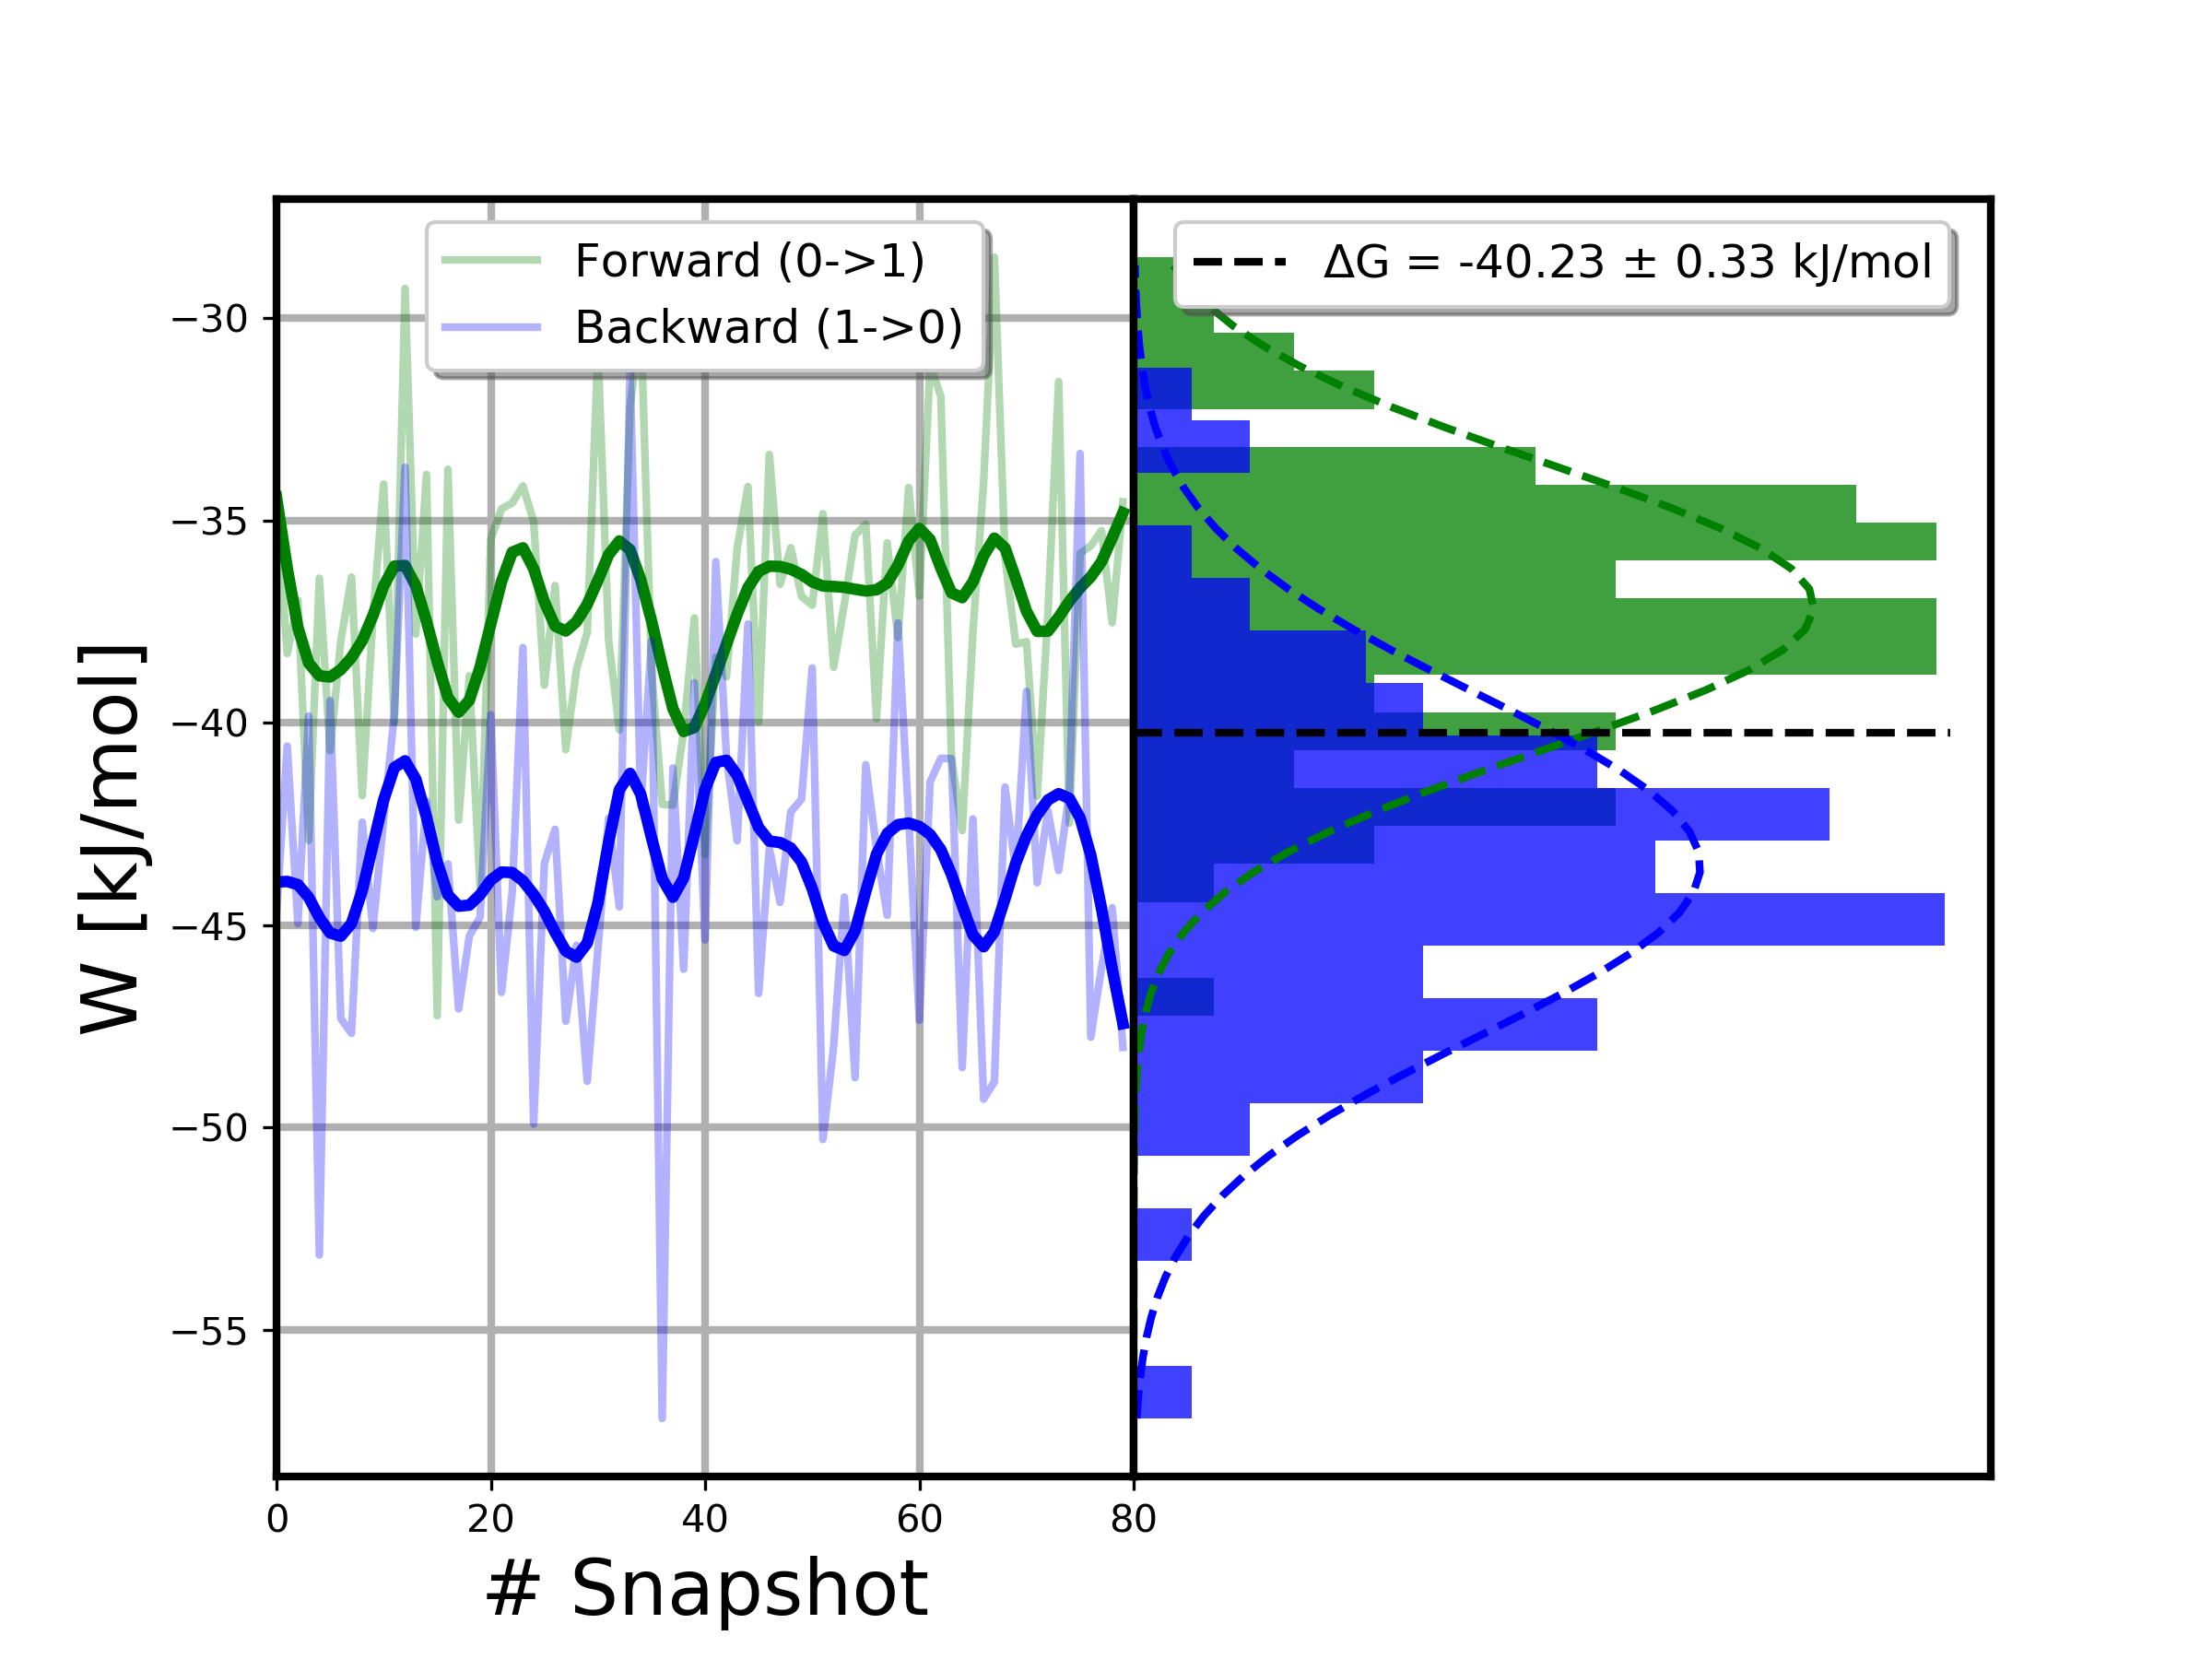 Forward (0->1)
Backward (1->0)
ΔG = -40.23 ± 0.33 kJ/mol
−30
−35
−40
−45
−50
−55
W [kJ/mol]
0 20 40 60 80
# Snapshot